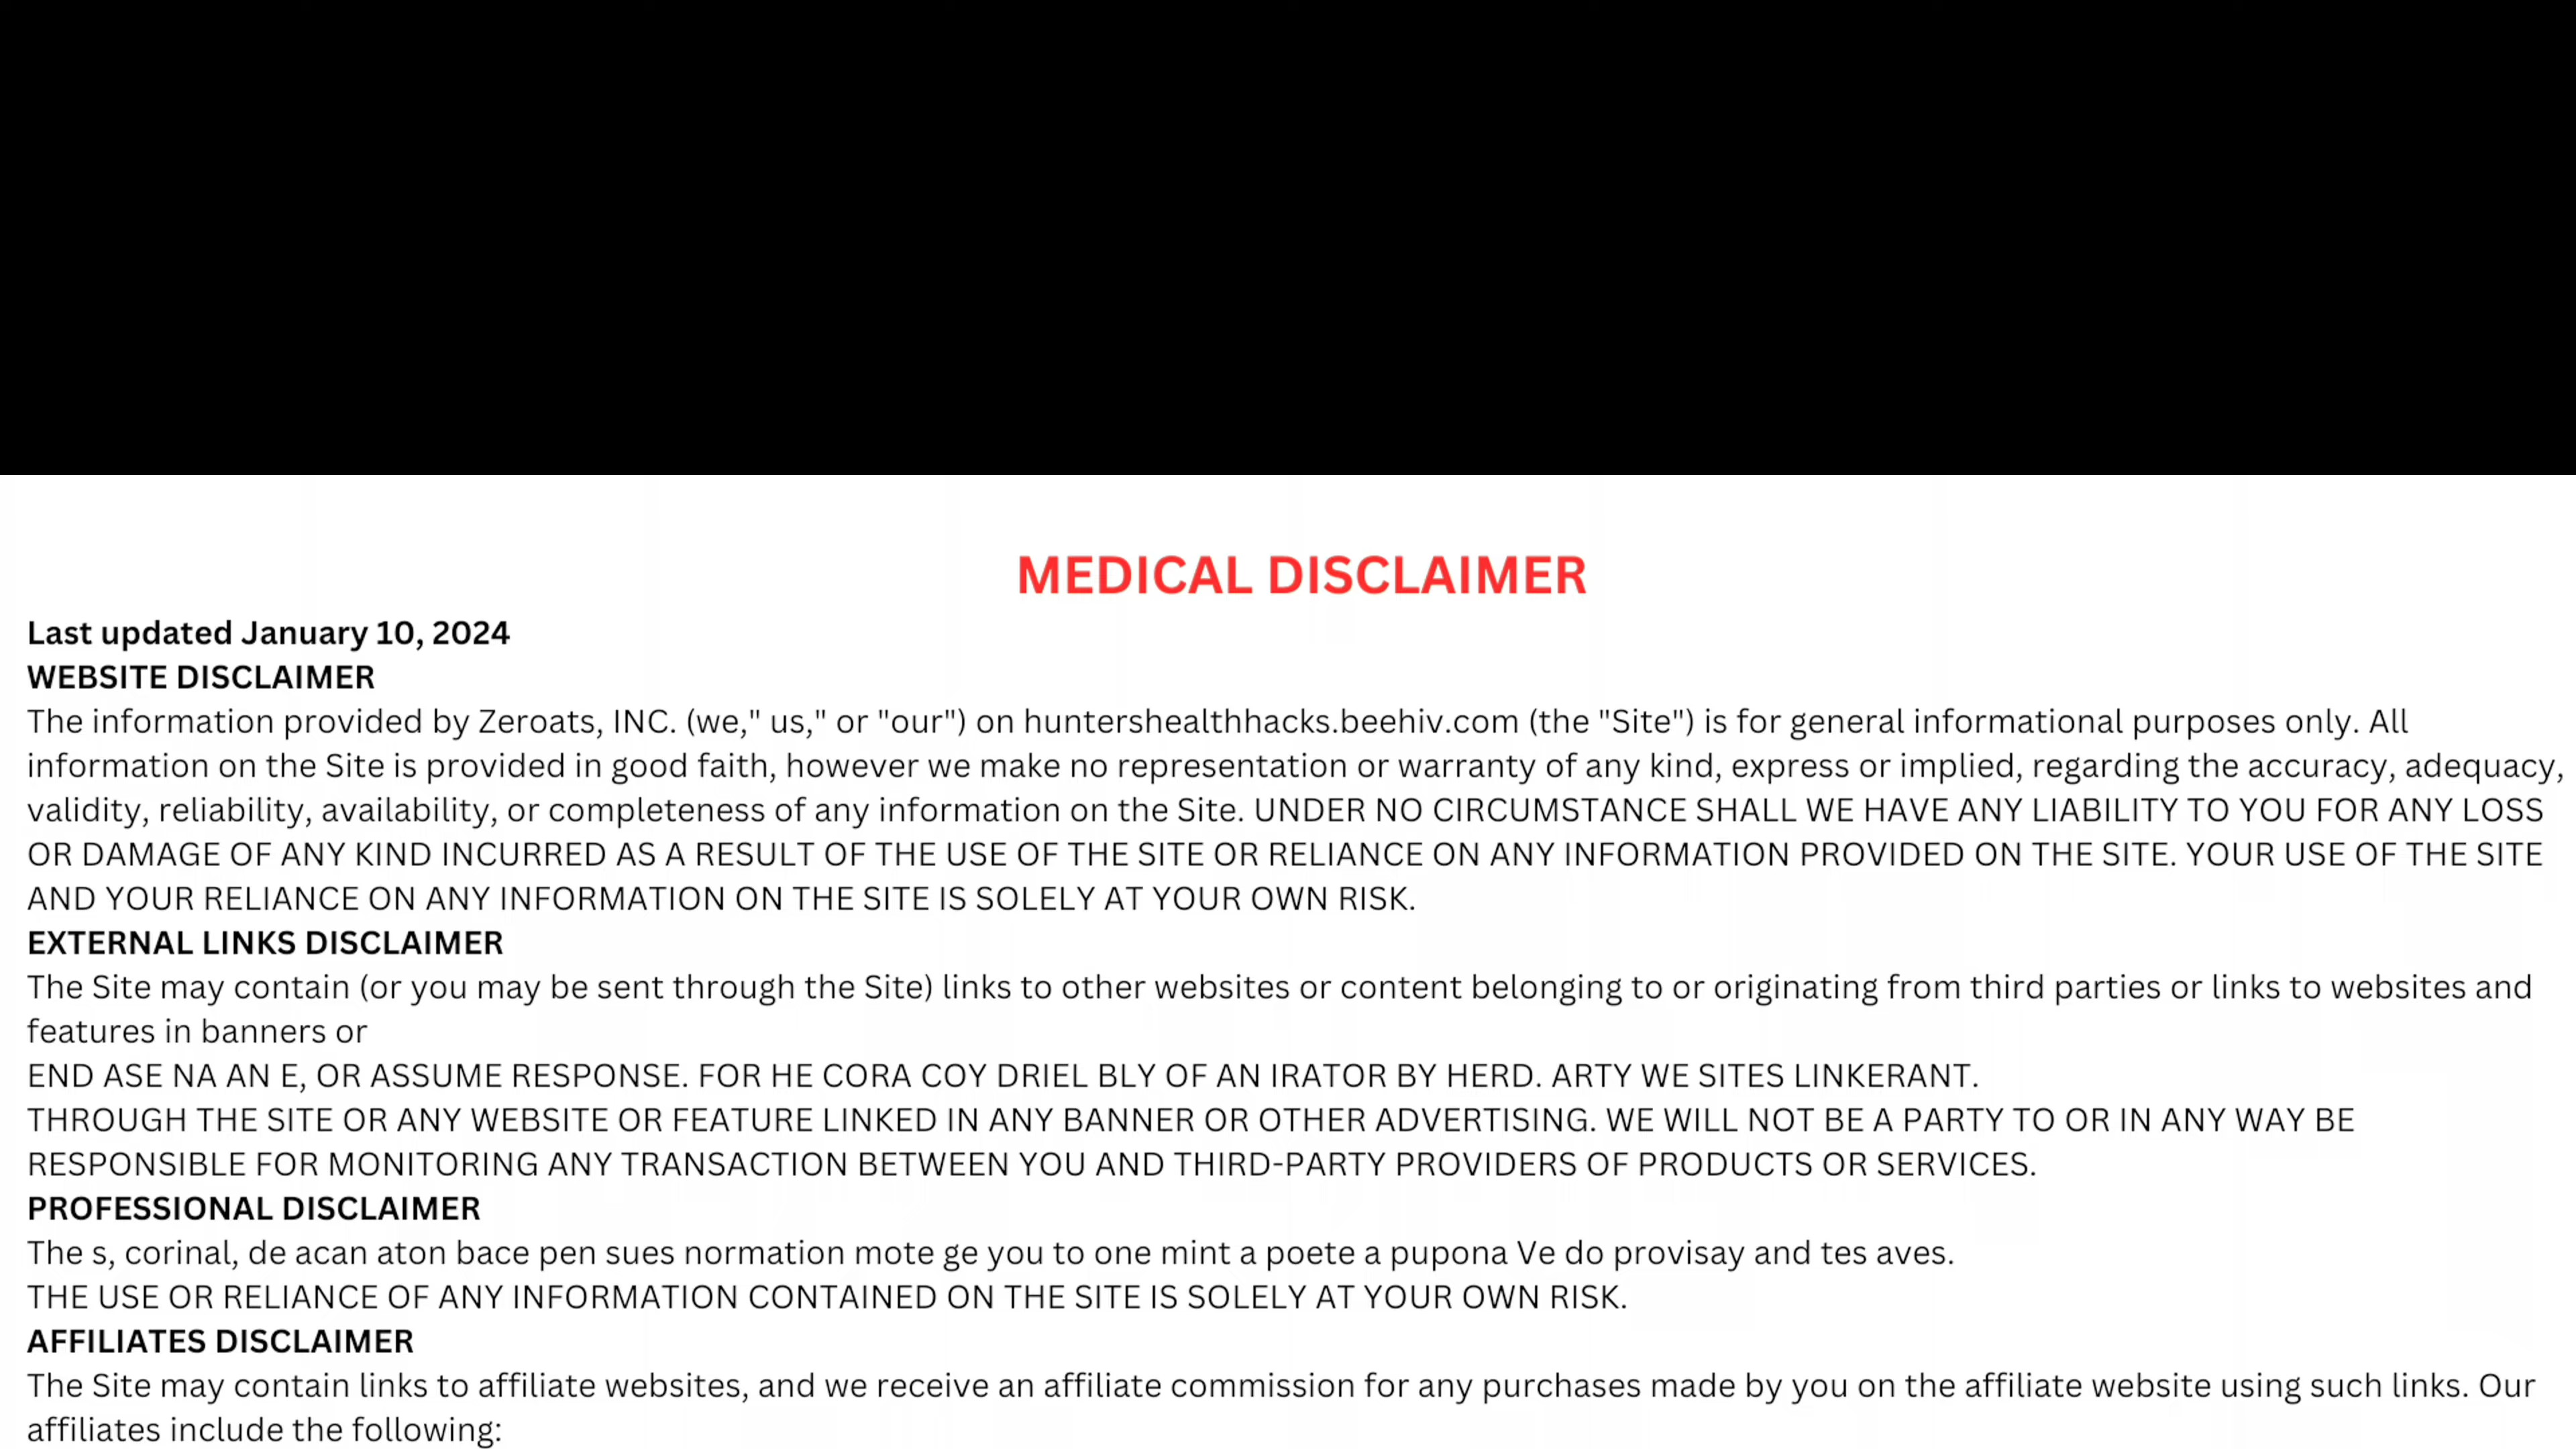 MEDICAL DISCLAIMER
Last updated January 10, 2024
WEBSITE DISCLAIMER
The information provided by Zeroats, INC. (we," us," or "our") on huntershealthhacks.beehiv.com (the "Site") is for general informational purposes only. All
information on the Site is provided in good faith, however we make no representation or warranty of any kind, express or implied, regarding the accuracy, adequacy,
validity, reliability, availability, or completeness of any information on the Site. UNDER NO CIRCUMSTANCE SHALL WE HAVE ANY LIABILITY TO YOU FOR ANY LOSS
OR DAMAGE OF ANY KIND INCURRED AS A RESULT OF THE USE OF THE SITE OR RELIANCE ON ANY INFORMATION PROVIDED ON THE SITE. YOUR USE OF THE SITE
AND YOUR RELIANCE ON ANY INFORMATION ON THE SITE IS SOLELY AT YOUR OWN RISK.
EXTERNAL LINKS DISCLAIMER
The Site may contain (or you may be sent through the Site) links to other websites or content belonging to or originating from third parties or links to websites and
features in banners or
END ASE NA AN E, OR ASSUME RESPONSE. FOR HE CORA COY DRIEL BLY OF AN IRATOR BY HERD. ARTY WE SITES LINKERANT.
THROUGH THE SITE OR ANY WEBSITE OR FEATURE LINKED IN ANY BANNER OR OTHER ADVERTISING. WE WILL NOT BE A PARTY TO OR IN ANY WAY BE
RESPONSIBLE FOR MONITORING ANY TRANSACTION BETWEEN YOU AND THIRD-PARTY PROVIDERS OF PRODUCTS OR SERVICES.
PROFESSIONAL DISCLAIMER
The s, corinal, de acan aton bace pen sues normation mote ge you to one mint a poete a pupona Ve do provisay and tes aves.
THE USE OR RELIANCE OF ANY INFORMATION CONTAINED ON THE SITE IS SOLELY AT YOUR OWN RISK.
AFFILIATES DISCLAIMER
The Site may contain links to affiliate websites, and we receive an affiliate commission for any purchases made by you on the affiliate website using such links. Our
affiliates include the following: